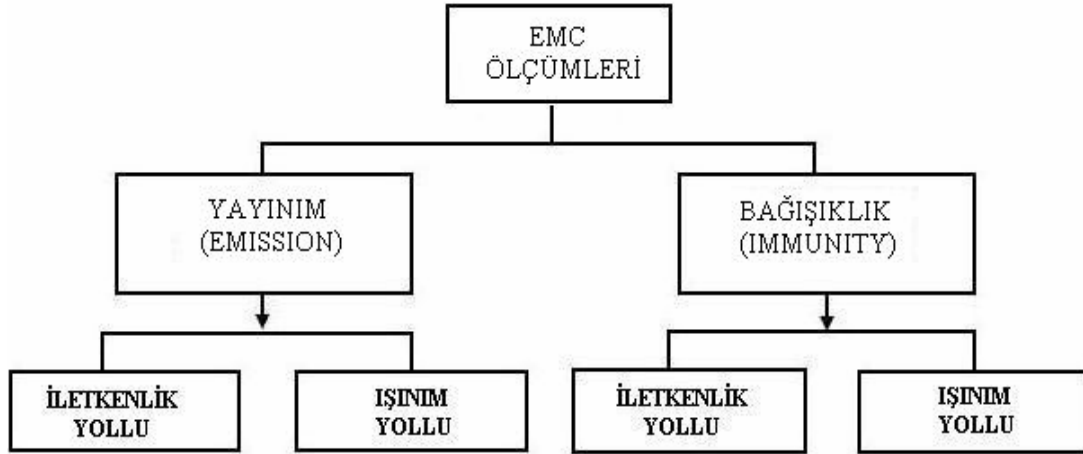 EMC
ÖLÇÜMLERİ
YAYINIM
(EMISSION)
BAĞIŞIKLIK
(IMMUNITY)
İLETKENLİK
YOLLU
IŞINIM
YOLLU
İLETKENLİK
YOLLU
IŞINIM
YOLLU